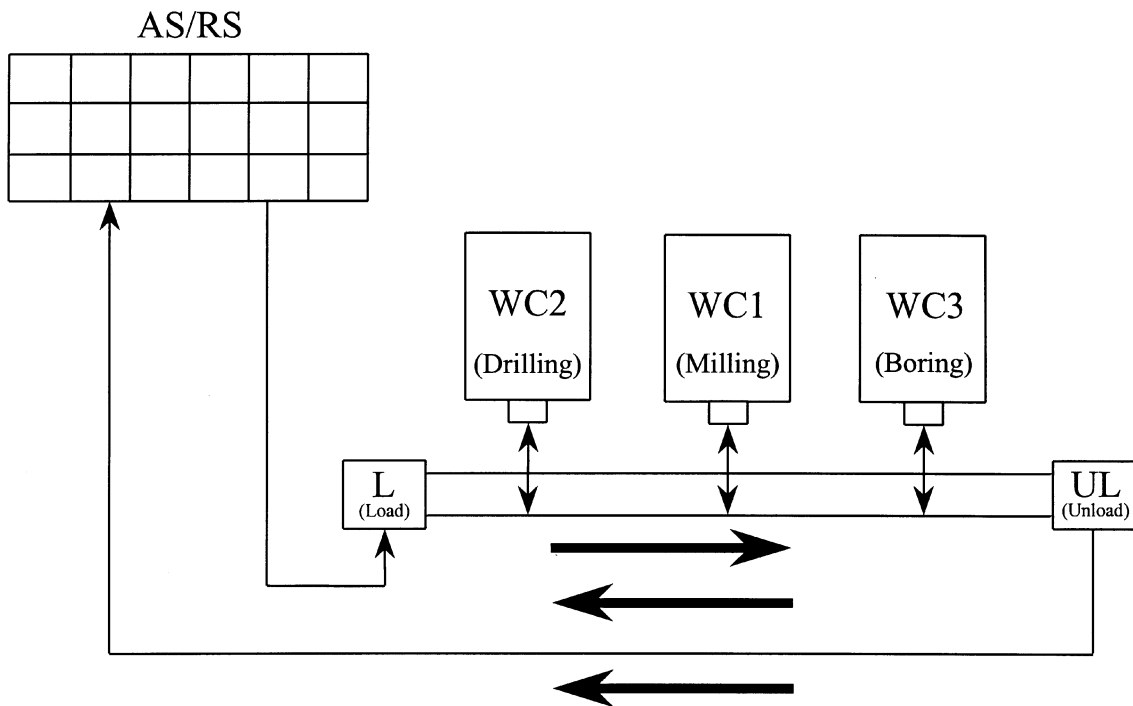 AS/RS
WC2
(Drilling)
WC1
(Milling)
WC3
(Boring)
L
(Load)
UL
(Unload)